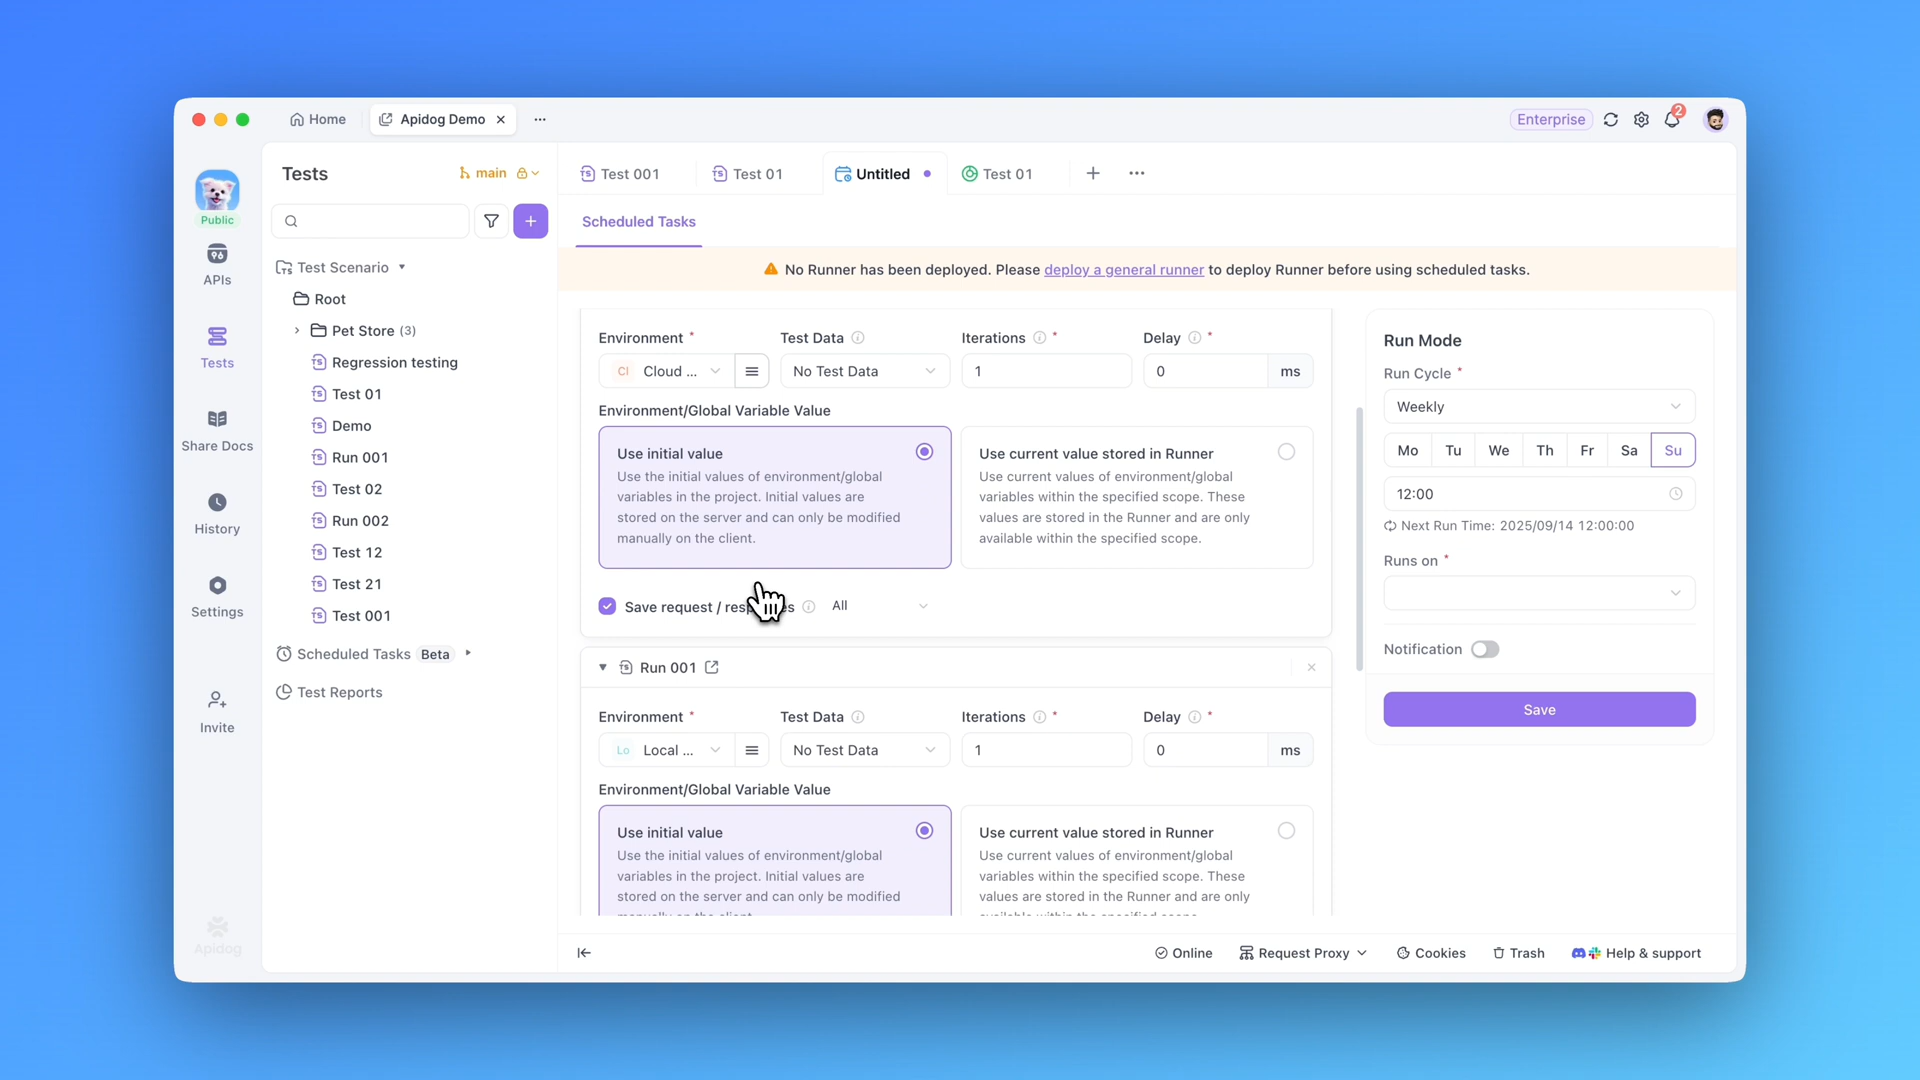 Home
Apidog Demo
Enterprise
2
Public
APIs
Tests
Share Docs
History
Settings
Invite
Apidog
Tests
main
Test Scenario
Root
Pet Store (3)
Regression testing
Test 01
Demo
Run 001
Test 02
Run 002
Test 12
Test 21
Test 001
Scheduled Tasks Beta
Test Reports
Test 001
Test 01
Untitled
Test 01
Scheduled Tasks
No Runner has been deployed. Please deploy a general runner to deploy Runner before using scheduled tasks.
Environment *
Test Data
Iterations *
Delay *
Cl Cloud ...
No Test Data
1
0
ms
Environment/Global Variable Value
Use initial value
Use the initial values of environment/global
variables in the project. Initial values are
stored on the server and can only be modified
manually on the client.
Use current value stored in Runner
Use current values of environment/global
variables within the specified scope. These
values are stored in the Runner and are only
available within the specified scope.
Save request /
All
Run 001
Environment *
Test Data
Iterations *
Delay *
Lo Local ...
No Test Data
1
0
ms
Environment/Global Variable Value
Use initial value
Use the initial values of environment/global
variables in the project. Initial values are
stored on the server and can only be modified
Use current value stored in Runner
Use current values of environment/global
variables within the specified scope. These
values are stored in the Runner and are only
Run Mode
Run Cycle *
Weekly
Mo Tu We Th Fr Sa Su
12:00
Next Run Time: 2025/09/14 12:00:00
Runs on *
Notification
Save
Online
Request Proxy
Cookies
Trash
Help & support